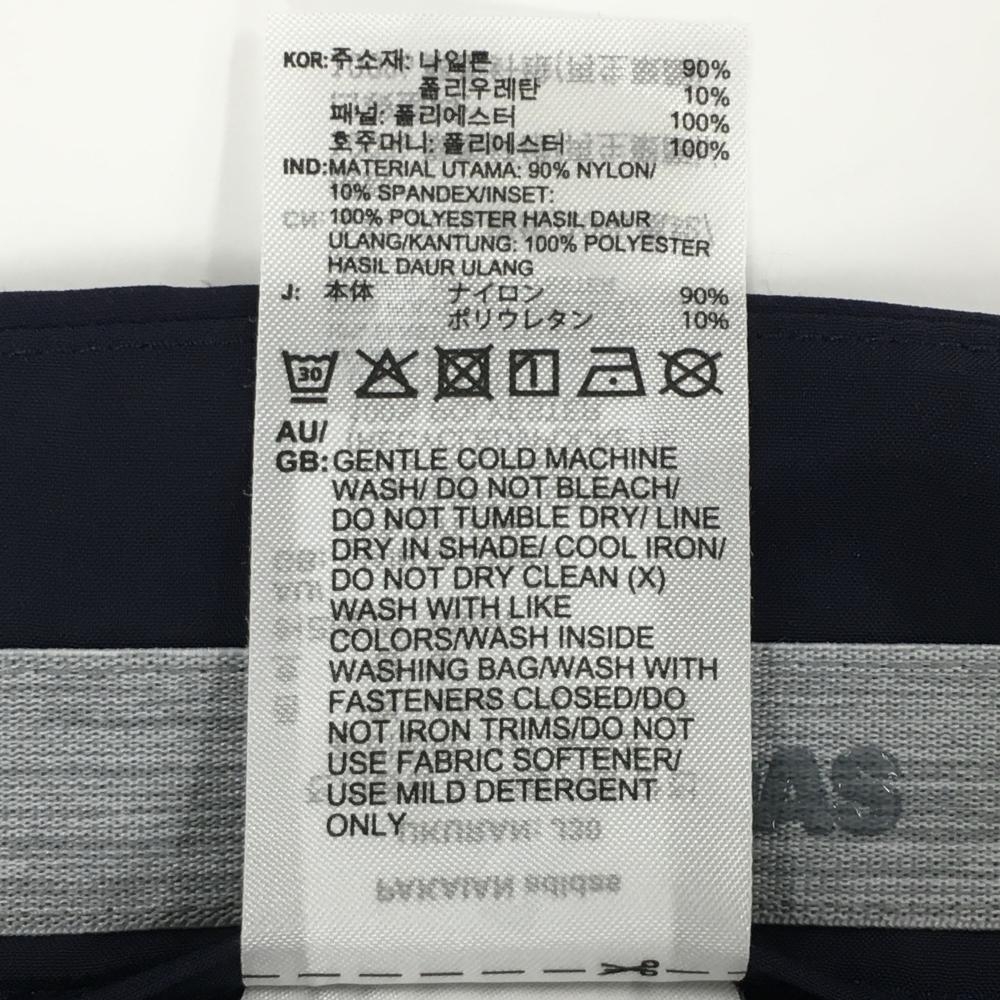 KOR:주소재: 나일론 90%
폴리우레탄 10%
패널: 폴리에스터 100%
호주머니: 폴리에스터 100%
IND:MATERIAL UTAMA: 90% NYLON/
10% SPANDEX/INSET:
100% POLYESTER HASIL DAUR
ULANG/KANTUNG: 100% POLYESTER
HASIL DAUR ULANG
J: 本体 ナイロン 90%
ポリウレタン 10%
30
AU/
GB:GENTLE COLD MACHINE
WASH/ DO NOT BLEACH/
DO NOT TUMBLE DRY/ LINE
DRY IN SHADE/ COOL IRON/
DO NOT DRY CLEAN (X)
WASH WITH LIKE
COLORS/WASH INSIDE
WASHING BAG/WASH WITH
FASTENERS CLOSED/DO
NOT IRON TRIMS/DO NOT
USE FABRIC SOFTENER/
USE MILD DETERGENT
ONLY
UKURAN: J30
PAKAIAN adidas
AS